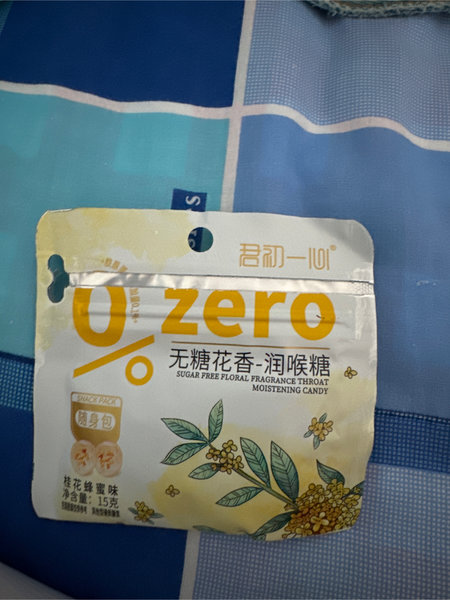 君初一心®
0%
zero
无糖花香-润喉糖
SUGAR FREE FLORAL FRAGRANCE THROAT
MOISTENING CANDY
SNACK PACK
随身包
桂花蜂蜜味
净含量：15克
S